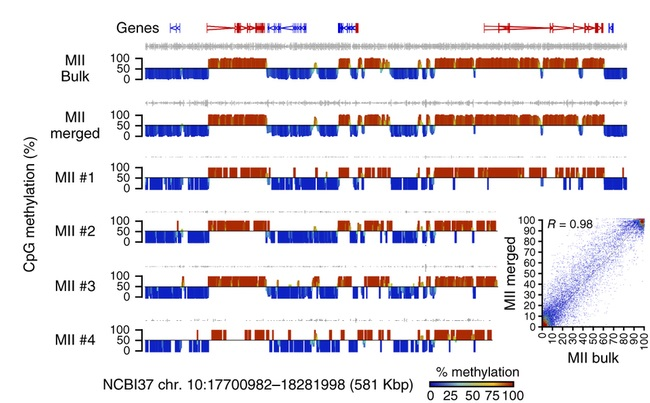 Genes
MII Bulk
100
50
0
MII merged
100
50
0
MII #1
100
50
0
MII #2
100
50
0
MII #3
100
50
0
MII #4
100
50
0
CpG methylation (%)
R = 0.98
MII merged
100
90
80
70
60
50
40
30
20
10
0
0 10 20 30 40 50 60 70 80 90 100
MII bulk
NCBI37 chr. 10:17700982–18281998 (581 Kbp)
% methylation
0 25 50 75 100